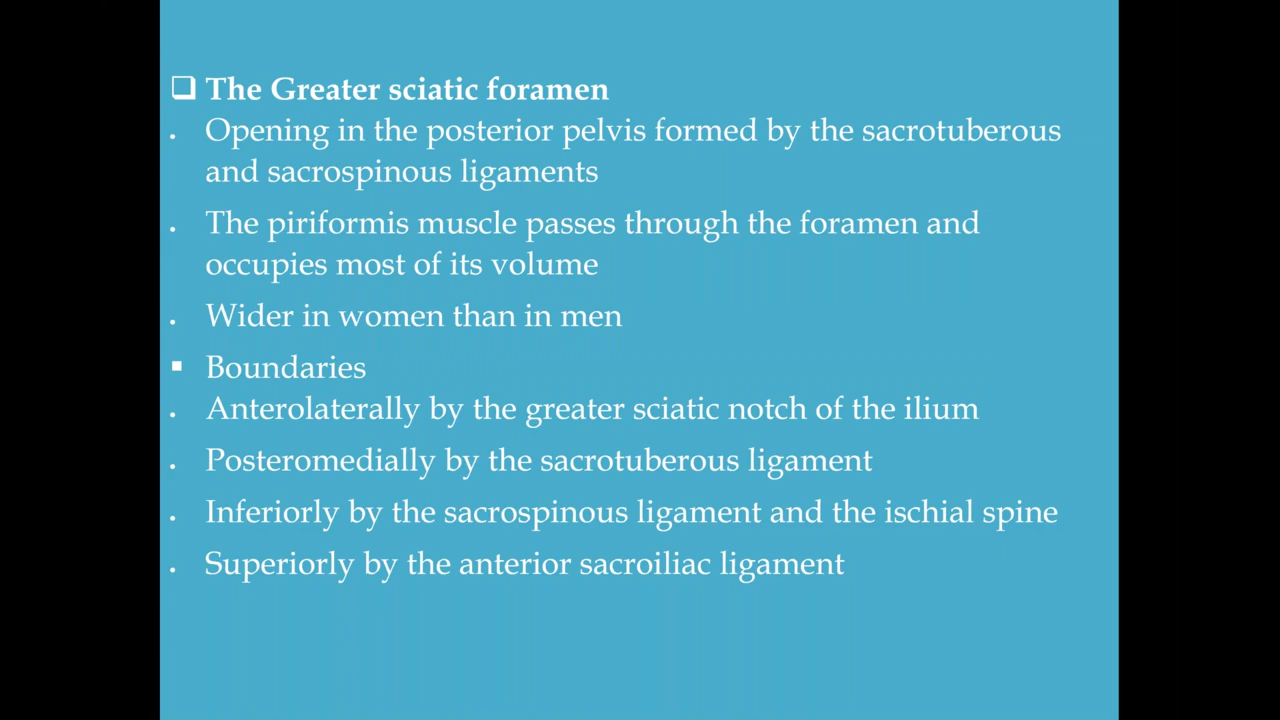 ❑ The Greater sciatic foramen
. Opening in the posterior pelvis formed by the sacrotuberous
and sacrospinous ligaments
. The piriformis muscle passes through the foramen and
occupies most of its volume
. Wider in women than in men
▪ Boundaries
. Anterolaterally by the greater sciatic notch of the ilium
. Posteromedially by the sacrotuberous ligament
. Inferiorly by the sacrospinous ligament and the ischial spine
. Superiorly by the anterior sacroiliac ligament